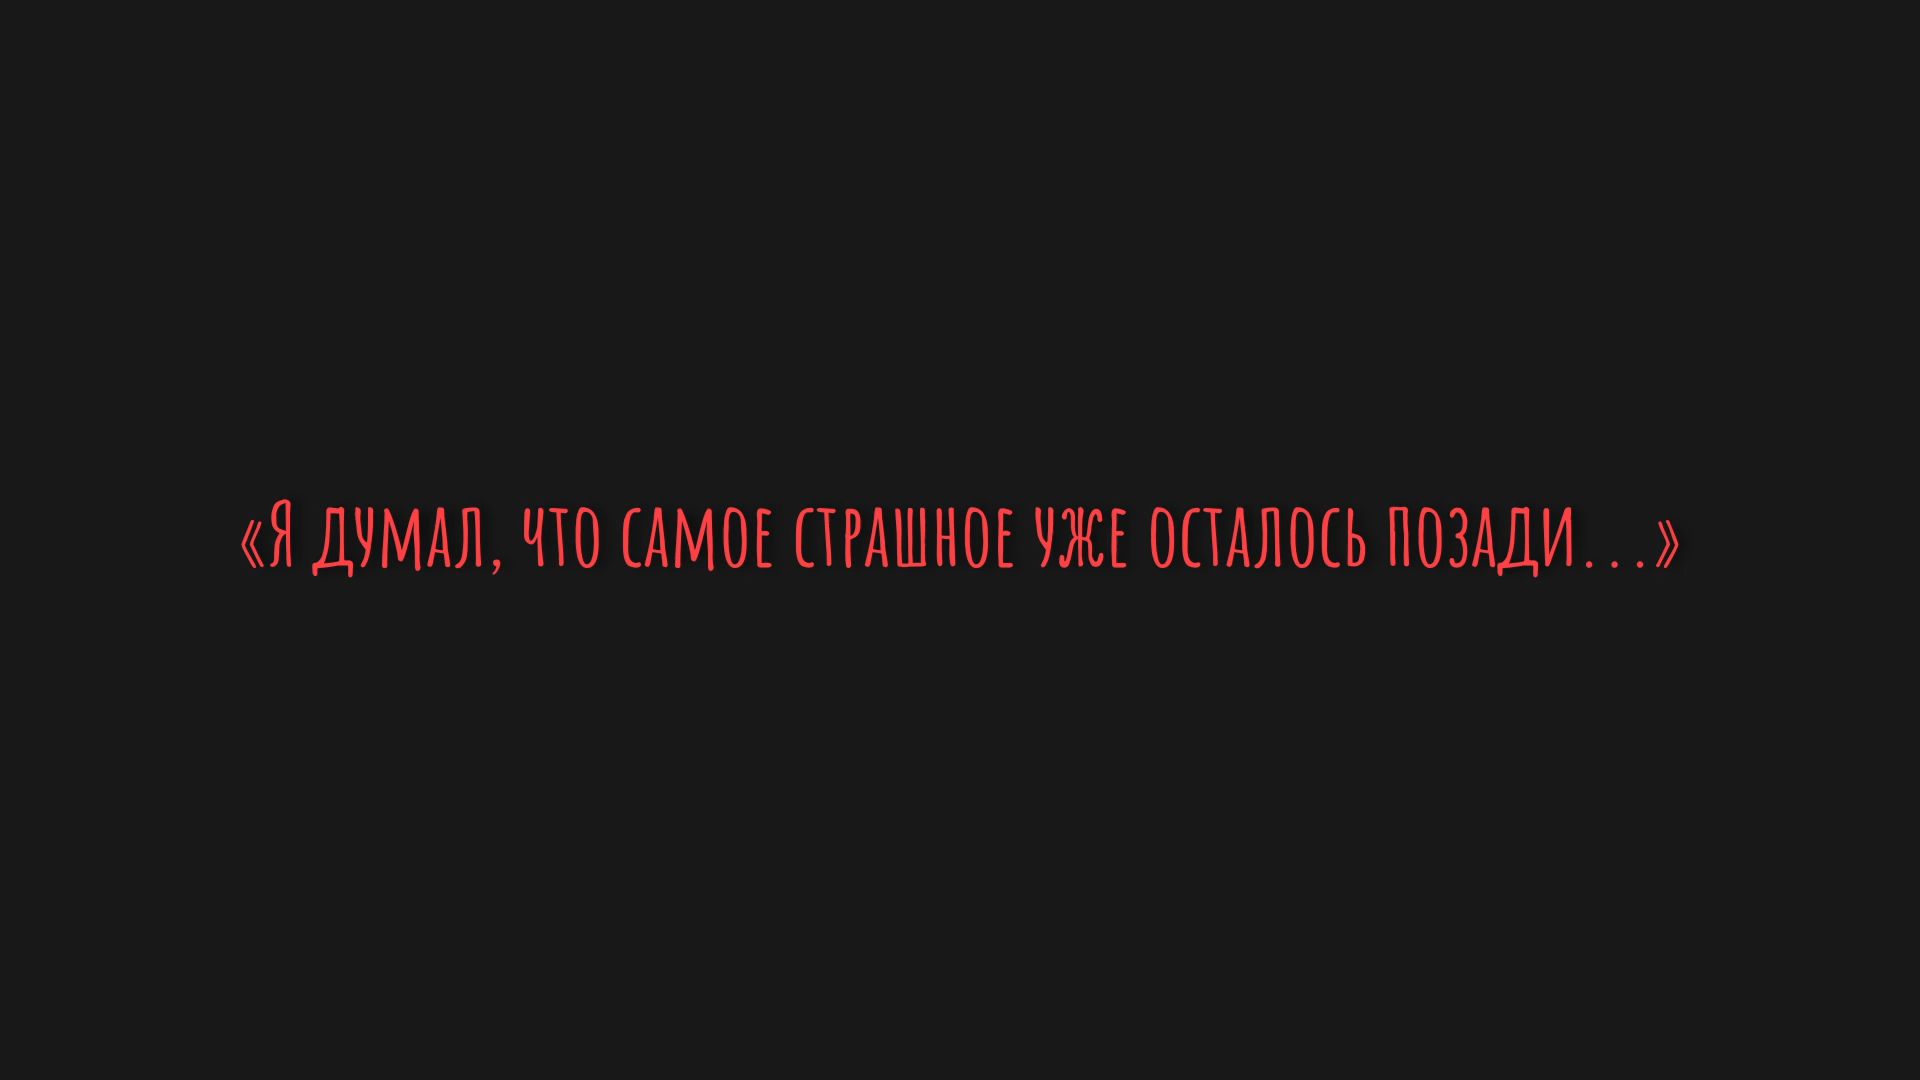 «Я думал, что самое страшное уже осталось позади...»